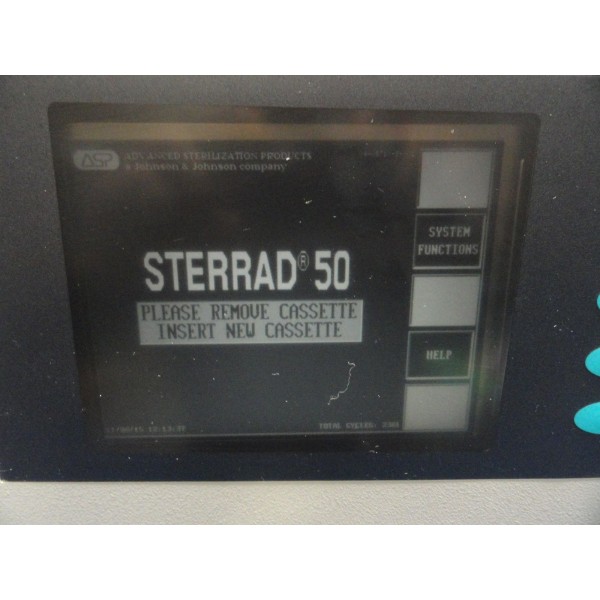 ASP
ADVANCED STERILIZATION PRODUCTS
a Johnson & Johnson company
SYSTEM
FUNCTIONS
STERRAD® 50
PLEASE REMOVE CASSETTE
INSERT NEW CASSETTE
HELP
TOTAL CYCLES: